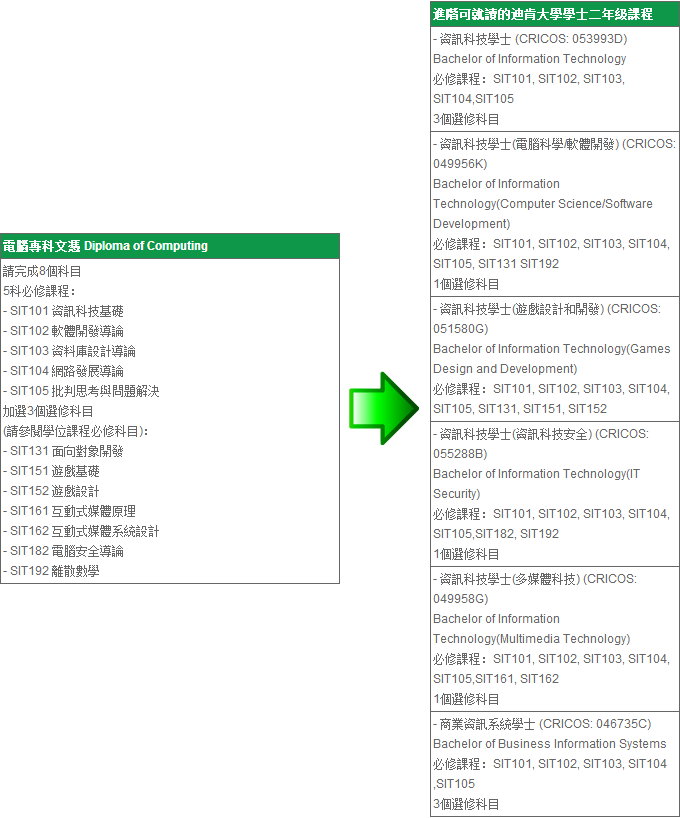 電腦專科文憑 Diploma of Computing
請完成8個科目
5科必修課程：
- SIT101 資訊科技基礎
- SIT102 軟體開發導論
- SIT103 資料庫設計導論
- SIT104 網路發展導論
- SIT105 批判思考與問題解決
加選3個選修科目
(請參閱學位課程必修科目)：
- SIT131 面向對象開發
- SIT151 遊戲基礎
- SIT152 遊戲設計
- SIT161 互動式媒體原理
- SIT162 互動式媒體系統設計
- SIT182 電腦安全導論
- SIT192 離散數學
進階可就讀的迪肯大學學士二年级課程
- 資訊科技學士 (CRICOS: 053993D)
Bachelor of Information Technology
必修課程：SIT101, SIT102, SIT103,
SIT104,SIT105
3個選修科目
- 資訊科技學士(電腦科學/軟體開發) (CRICOS:
049956K)
Bachelor of Information
Technology(Computer Science/Software
Development)
必修課程：SIT101, SIT102, SIT103, SIT104,
SIT105, SIT131 SIT192
1個選修科目
- 資訊科技學士(遊戲設計和開發) (CRICOS:
051580G)
Bachelor of Information Technology(Games
Design and Development)
必修課程：SIT101, SIT102, SIT103, SIT104,
SIT105, SIT131, SIT151, SIT152
- 資訊科技學士(資訊科技安全) (CRICOS:
055288B)
Bachelor of Information Technology(IT
Security)
必修課程：SIT101, SIT102, SIT103, SIT104,
SIT105,SIT182, SIT192
1個選修科目
- 資訊科技學士(多媒體科技) (CRICOS:
049958G)
Bachelor of Information
Technology(Multimedia Technology)
必修課程：SIT101, SIT102, SIT103, SIT104,
SIT105,SIT161, SIT162
1個選修科目
- 商業資訊系統學士 (CRICOS: 046735C)
Bachelor of Business Information Systems
必修課程：SIT101, SIT102, SIT103, SIT104
,SIT105
3個選修科目